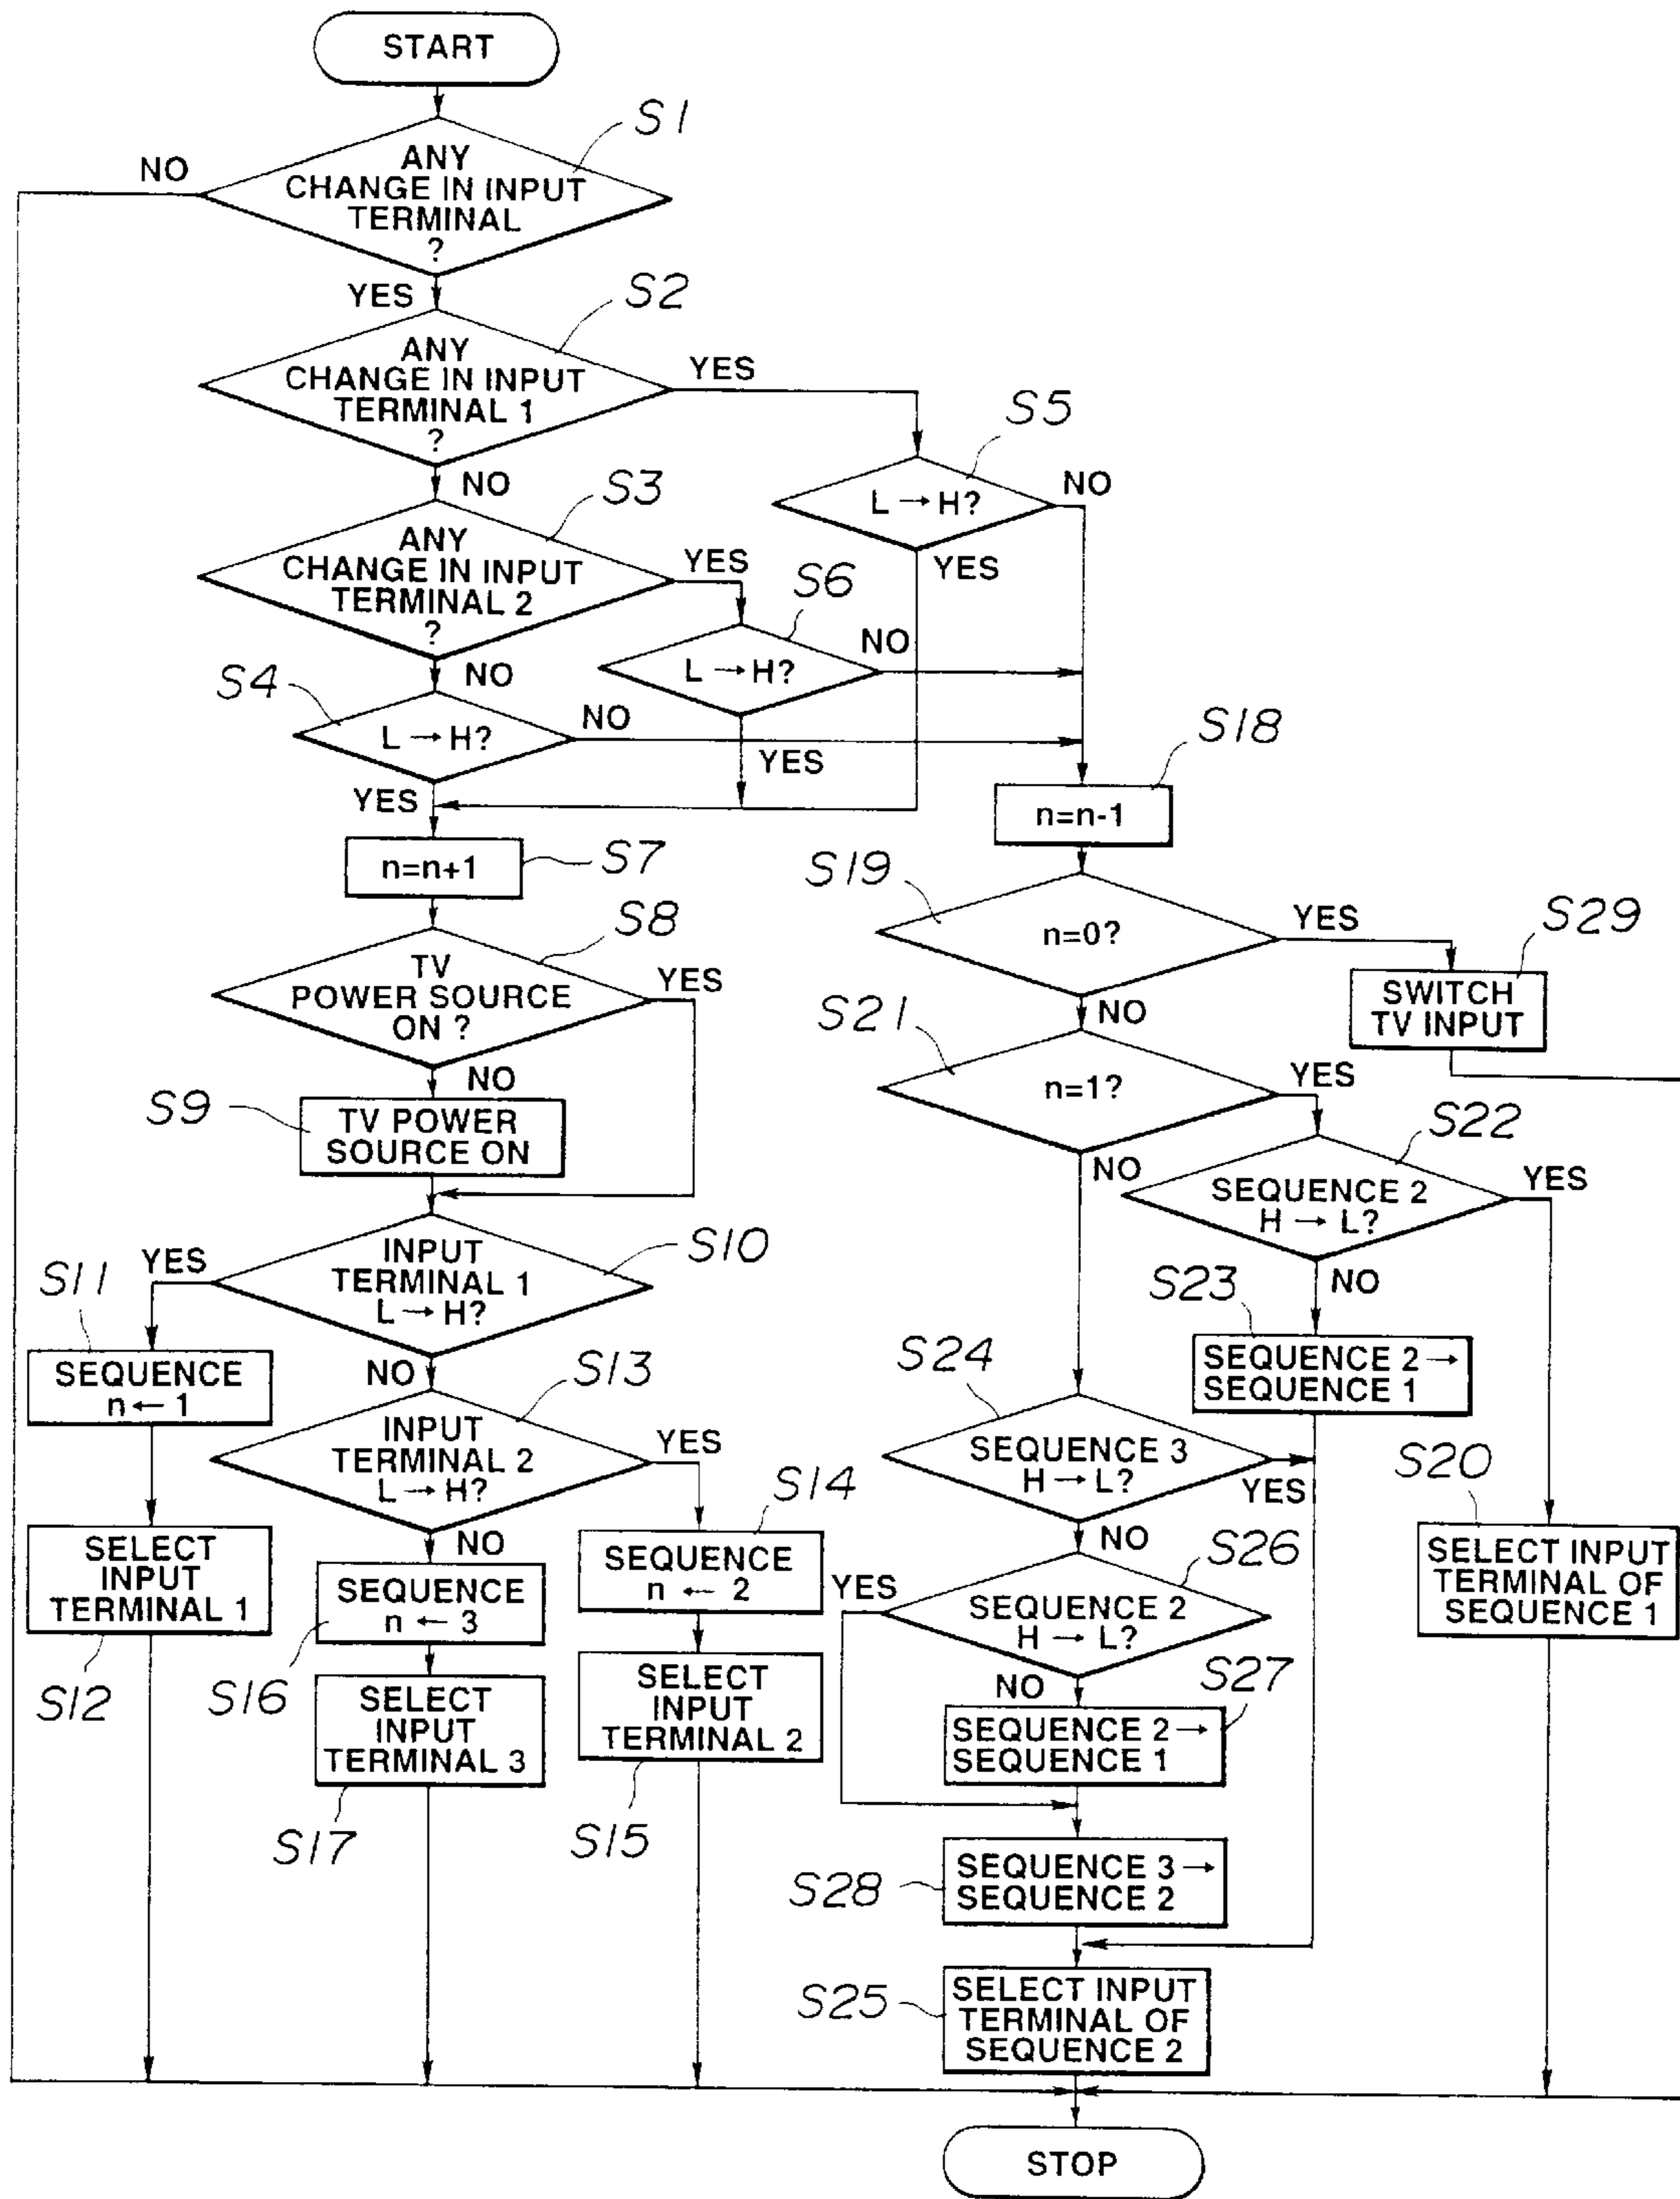 START
S1
NO
ANY
CHANGE IN INPUT
TERMINAL
?
YES
S2
ANY
CHANGE IN INPUT
TERMINAL 1
?
YES
S5
L → H?
NO
YES
NO
S3
ANY
CHANGE IN INPUT
TERMINAL 2
?
YES
S6
L → H?
NO
YES
NO
S4
L → H?
NO
YES
S18
n=n-1
n=n+1
S7
S19
n=0?
YES
S29
SWITCH
TV INPUT
NO
S8
TV
POWER SOURCE
ON ?
YES
NO
S9
TV POWER
SOURCE ON
S21
n=1?
YES
NO
S22
SEQUENCE 2
H → L?
YES
NO
S10
INPUT
TERMINAL 1
L → H?
YES
S11
SEQUENCE
n ← 1
NO
S13
INPUT
TERMINAL 2
L → H?
YES
S23
SEQUENCE 2 →
SEQUENCE 1
S24
SEQUENCE 3
H → L?
YES
NO
S20
SELECT INPUT
TERMINAL OF
SEQUENCE 1
S14
SEQUENCE
n ← 2
NO
SELECT
INPUT
TERMINAL 1
S12
SEQUENCE
n ← 3
S16
S26
YES
SEQUENCE 2
H → L?
NO
S27
SEQUENCE 2 →
SEQUENCE 1
SELECT
INPUT
TERMINAL 3
S17
SELECT
INPUT
TERMINAL 2
S15
SEQUENCE 3 →
SEQUENCE 2
S28
S25
SELECT INPUT
TERMINAL OF
SEQUENCE 2
STOP